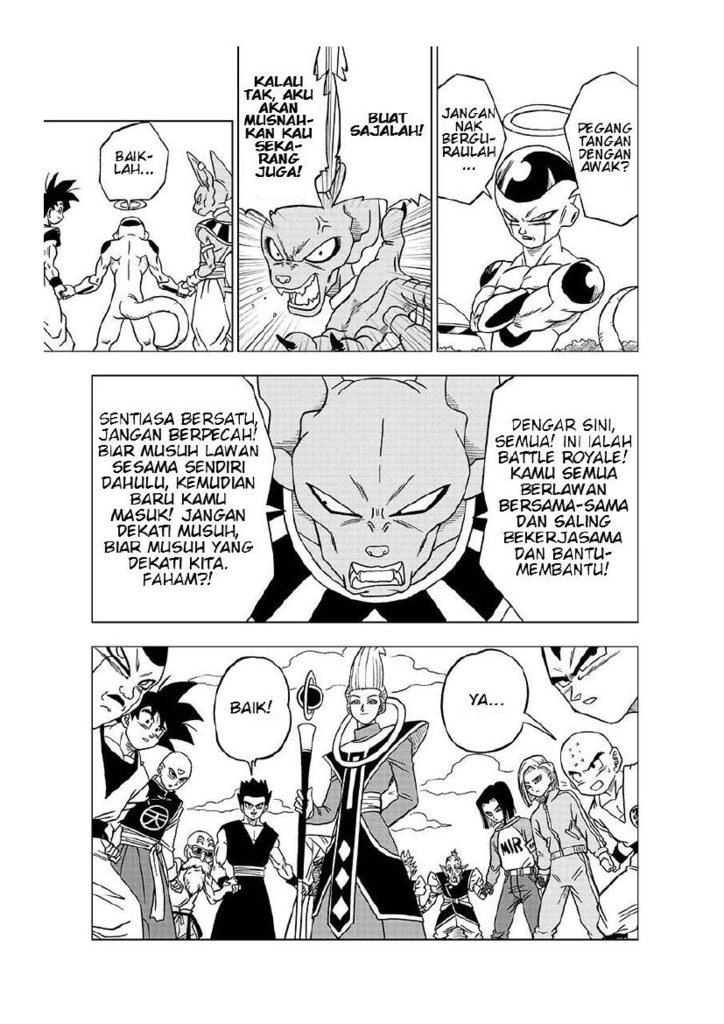 PEGANG
TANGAN
DENGAN
AWAK?
JANGAN
NAK
BERGU-
RAULAH
...
BUAT
SAJALAH!
KALAU
TAK, AKU
AKAN
MUSNAH-
KAN KAU
SEKA-
RANG
JUGA!
BAIK-
LAH...
DENGAR SINI,
SEMUA! INI IALAH
BATTLE ROYALE!
KAMU SEMUA
BERLAWAN
BERSAMA-SAMA
DAN SALING
BEKERJASAMA
DAN BANTU-
MEMBANTU!
SENTIASA BERSATU,
JANGAN BERPECAH!
BIAR MUSUH LAWAN
SESAMA SENDIRI
DAHULU, KEMUDIAN
BARU KAMU
MASUK! JANGAN
DEKATI MUSUH,
BIAR MUSUH YANG
DEKATI KITA.
FAHAM?!
YA...
BAIK!
MIR
天